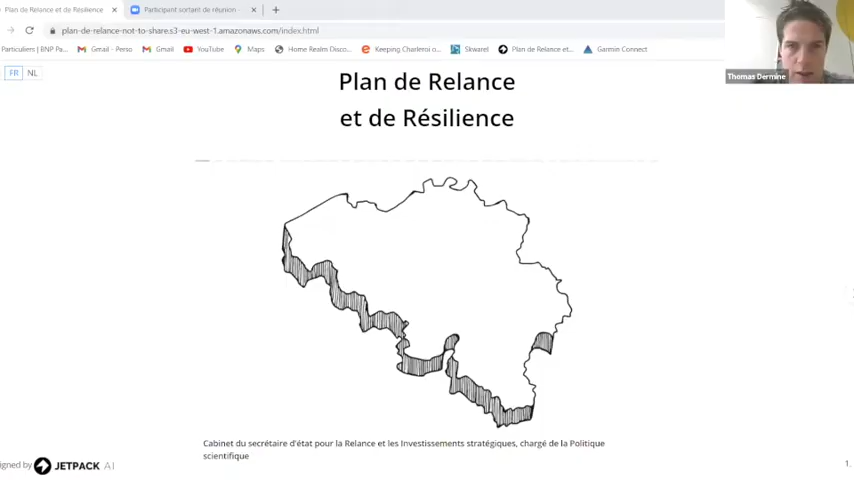 Plan de Relance et de Résilience
Participant sortant de réunion
plan-de-relance-not-to-share.s3-eu-west-1.amazonaws.com/index.html
Particuliers | BNP Pa...
Gmail - Perso
Gmail
YouTube
Maps
Home Realm Disco...
Keeping Charleroi o...
Skwarel
Plan de Relance et...
Garmin Connect
Thomas Dermine
FR NL
Plan de Relance
et de Résilience
Cabinet du secrétaire d'état pour la Relance et les Investissements stratégiques, chargé de la Politique
scientifique
igned by JETPACK AI
1.